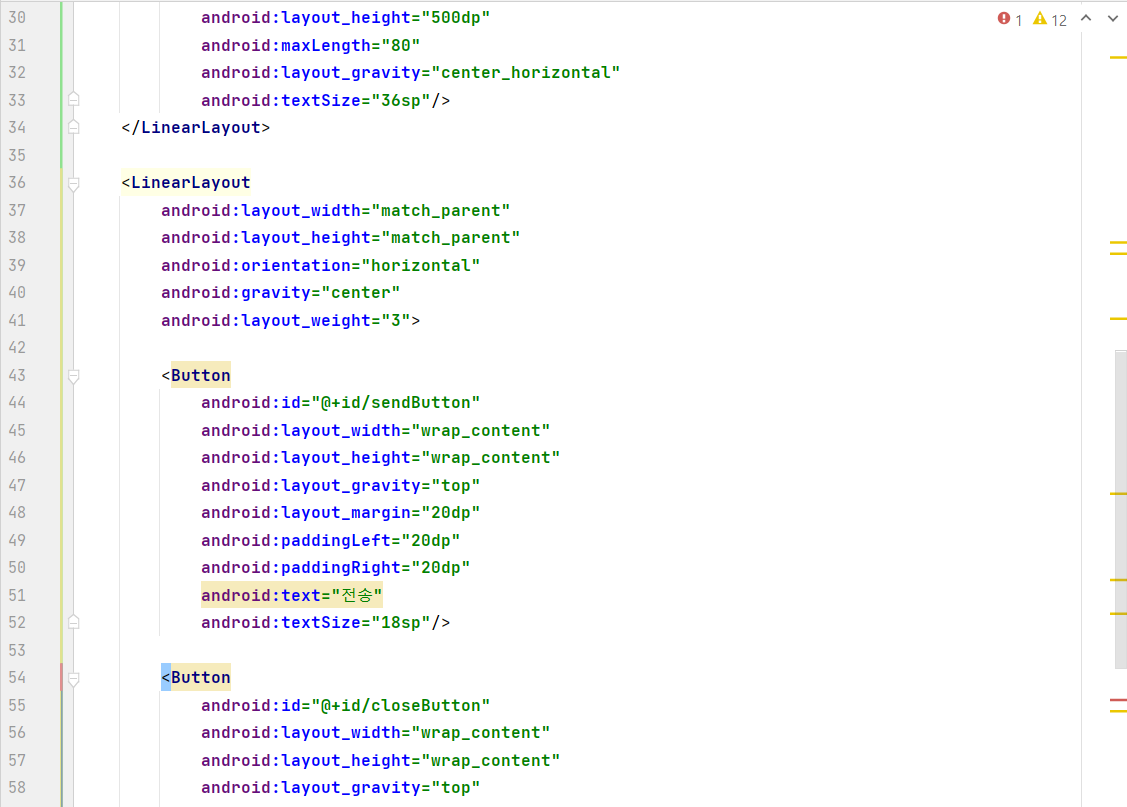 1 12
30 android:layout_height="500dp"
31 android:maxLength="80"
32 android:layout_gravity="center_horizontal"
33 android:textSize="36sp"/>
34 </LinearLayout>
35
36 <LinearLayout
37 android:layout_width="match_parent"
38 android:layout_height="match_parent"
39 android:orientation="horizontal"
40 android:gravity="center"
41 android:layout_weight="3">
42
43 <Button
44 android:id="@+id/sendButton"
45 android:layout_width="wrap_content"
46 android:layout_height="wrap_content"
47 android:layout_gravity="top"
48 android:layout_margin="20dp"
49 android:paddingLeft="20dp"
50 android:paddingRight="20dp"
51 android:text="전송"
52 android:textSize="18sp"/>
53
54 <Button
55 android:id="@+id/closeButton"
56 android:layout_width="wrap_content"
57 android:layout_height="wrap_content"
58 android:layout_gravity="top"